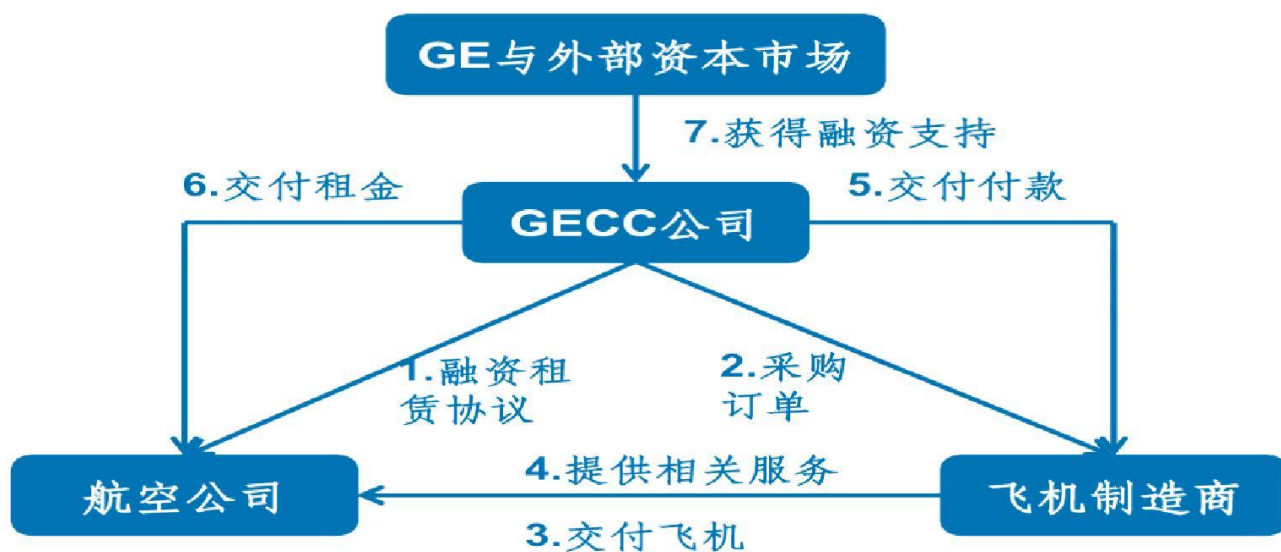 GE与外部资本市场
7.获得融资支持
6.交付租金
5.交付付款
GECC公司
1.融资租
赁协议
2.采购
订单
4.提供相关服务
航空公司
飞机制造商
3.交付飞机